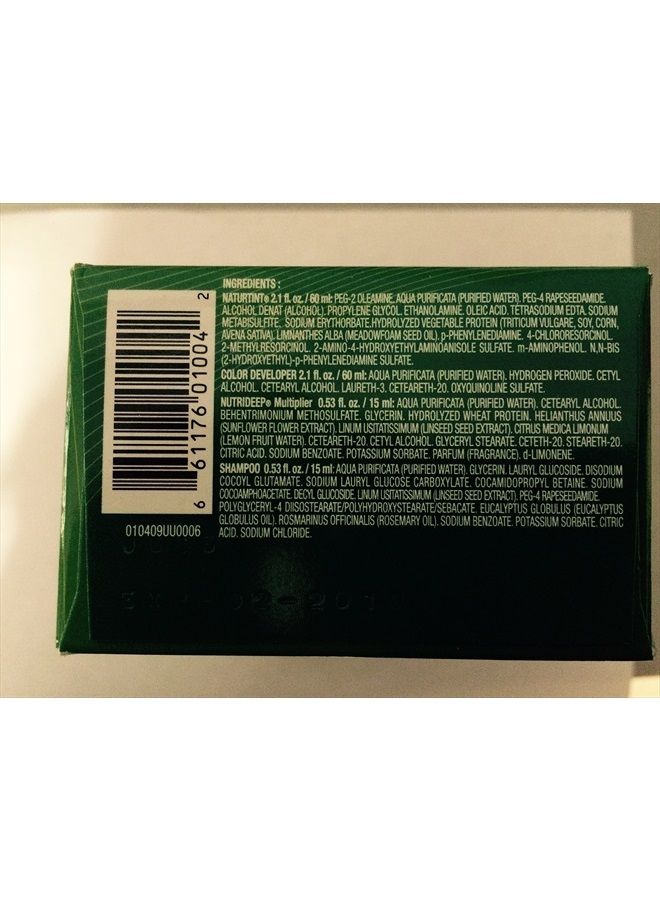 INGREDIENTS :
NATURTINT® 2.1 fl. oz. / 60 ml: PEG-2 OLEAMINE. AQUA PURIFICATA (PURIFIED WATER). PEG-4 RAPESEEDAMIDE.
ALCOHOL DENAT (ALCOHOL). PROPYLENE GLYCOL. ETHANOLAMINE. OLEIC ACID. TETRASODIUM EDTA. SODIUM
METABISULFITE. SODIUM ERYTHORBATE.HYDROLYZED VEGETABLE PROTEIN (TRITICUM VULGARE, SOY, CORN,
AVENA SATIVA). LIMNANTHES ALBA (MEADOWFOAM SEED OIL). p-PHENYLENEDIAMINE. 4-CHLORORESORCINOL.
2-METHYLRESORCINOL. 2-AMINO-4-HYDROXYETHYLAMINOANISOLE SULFATE. m-AMINOPHENOL. N,N-BIS
(2-HYDROXYETHYL)-p-PHENYLENEDIAMINE SULFATE.
COLOR DEVELOPER 2.1 fl. oz. / 60 ml: AQUA PURIFICATA (PURIFIED WATER). HYDROGEN PEROXIDE. CETYL
ALCOHOL. CETEARYL ALCOHOL. LAURETH-3. CETEARETH-20. OXYQUINOLINE SULFATE.
NUTRIDEEP® Multiplier 0.53 fl. oz. / 15 ml: AQUA PURIFICATA (PURIFIED WATER). CETEARYL ALCOHOL.
BEHENTRIMONIUM METHOSULFATE. GLYCERIN. HYDROLYZED WHEAT PROTEIN. HELIANTHUS ANNUUS
(SUNFLOWER FLOWER EXTRACT). LINUM USITATISSIMUM (LINSEED SEED EXTRACT). CITRUS MEDICA LIMONUM
(LEMON FRUIT WATER). CETEARETH-20. CETYL ALCOHOL. GLYCERYL STEARATE. CETETH-20. STEARETH-20.
CITRIC ACID. SODIUM BENZOATE. POTASSIUM SORBATE. PARFUM (FRAGRANCE). d-LIMONENE.
SHAMPOO 0.53 fl. oz. / 15 ml: AQUA PURIFICATA (PURIFIED WATER). GLYCERIN. LAURYL GLUCOSIDE. DISODIUM
COCOYL GLUTAMATE. SODIUM LAURYL GLUCOSE CARBOXYLATE. COCAMIDOPROPYL BETAINE. SODIUM
COCOAMPHOACETATE. DECYL GLUCOSIDE. LINUM USITATISSIMUM (LINSEED SEED EXTRACT). PEG-4 RAPESEEDAMIDE.
POLYGLYCERYL-4 DIISOSTEARATE/POLYHYDROXYSTEARATE/SEBACATE. EUCALYPTUS GLOBULUS (EUCALYPTUS
GLOBULUS OIL). ROSMARINUS OFFICINALIS (ROSEMARY OIL). SODIUM BENZOATE. POTASSIUM SORBATE. CITRIC
ACID. SODIUM CHLORIDE.
6 61176 01004 2
010409UU0006